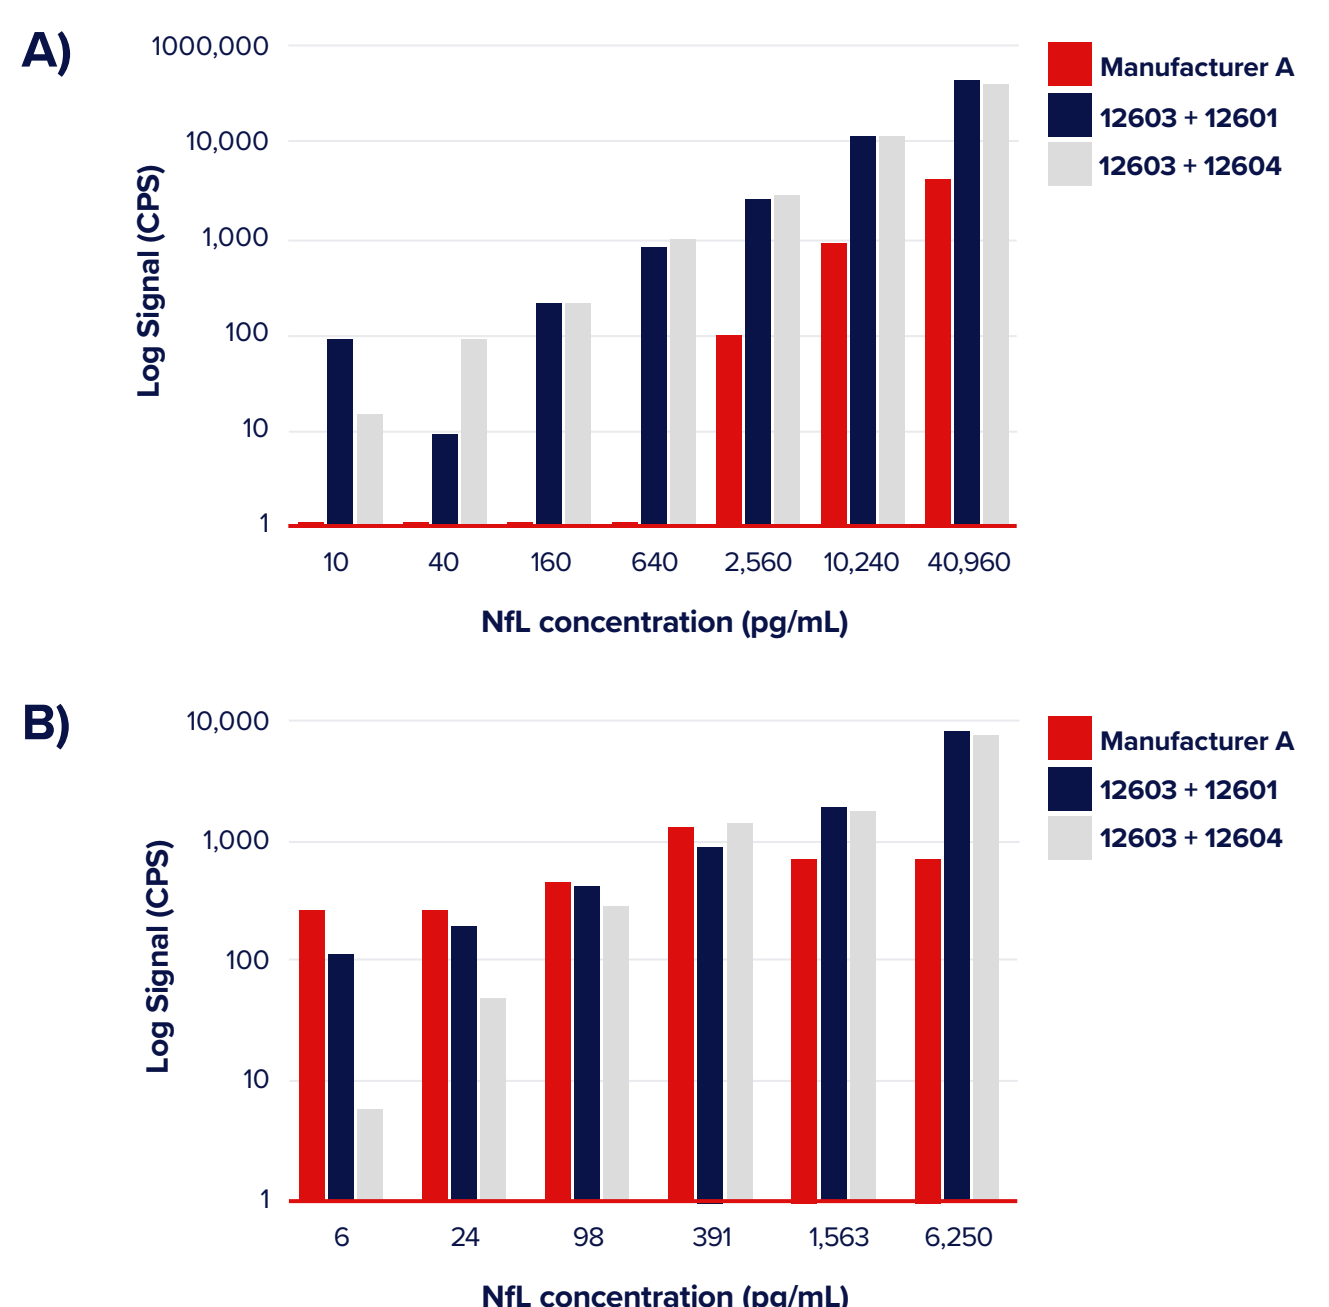 A)
1000,000
10,000
1,000
100
10
1
Log Signal (CPS)
10 40 160 640 2,560 10,240 40,960
NfL concentration (pg/mL)
Manufacturer A
12603 + 12601
12603 + 12604
B)
10,000
1,000
100
10
1
Log Signal (CPS)
6 24 98 391 1,563 6,250
NfL concentration (pg/mL)
Manufacturer A
12603 + 12601
12603 + 12604